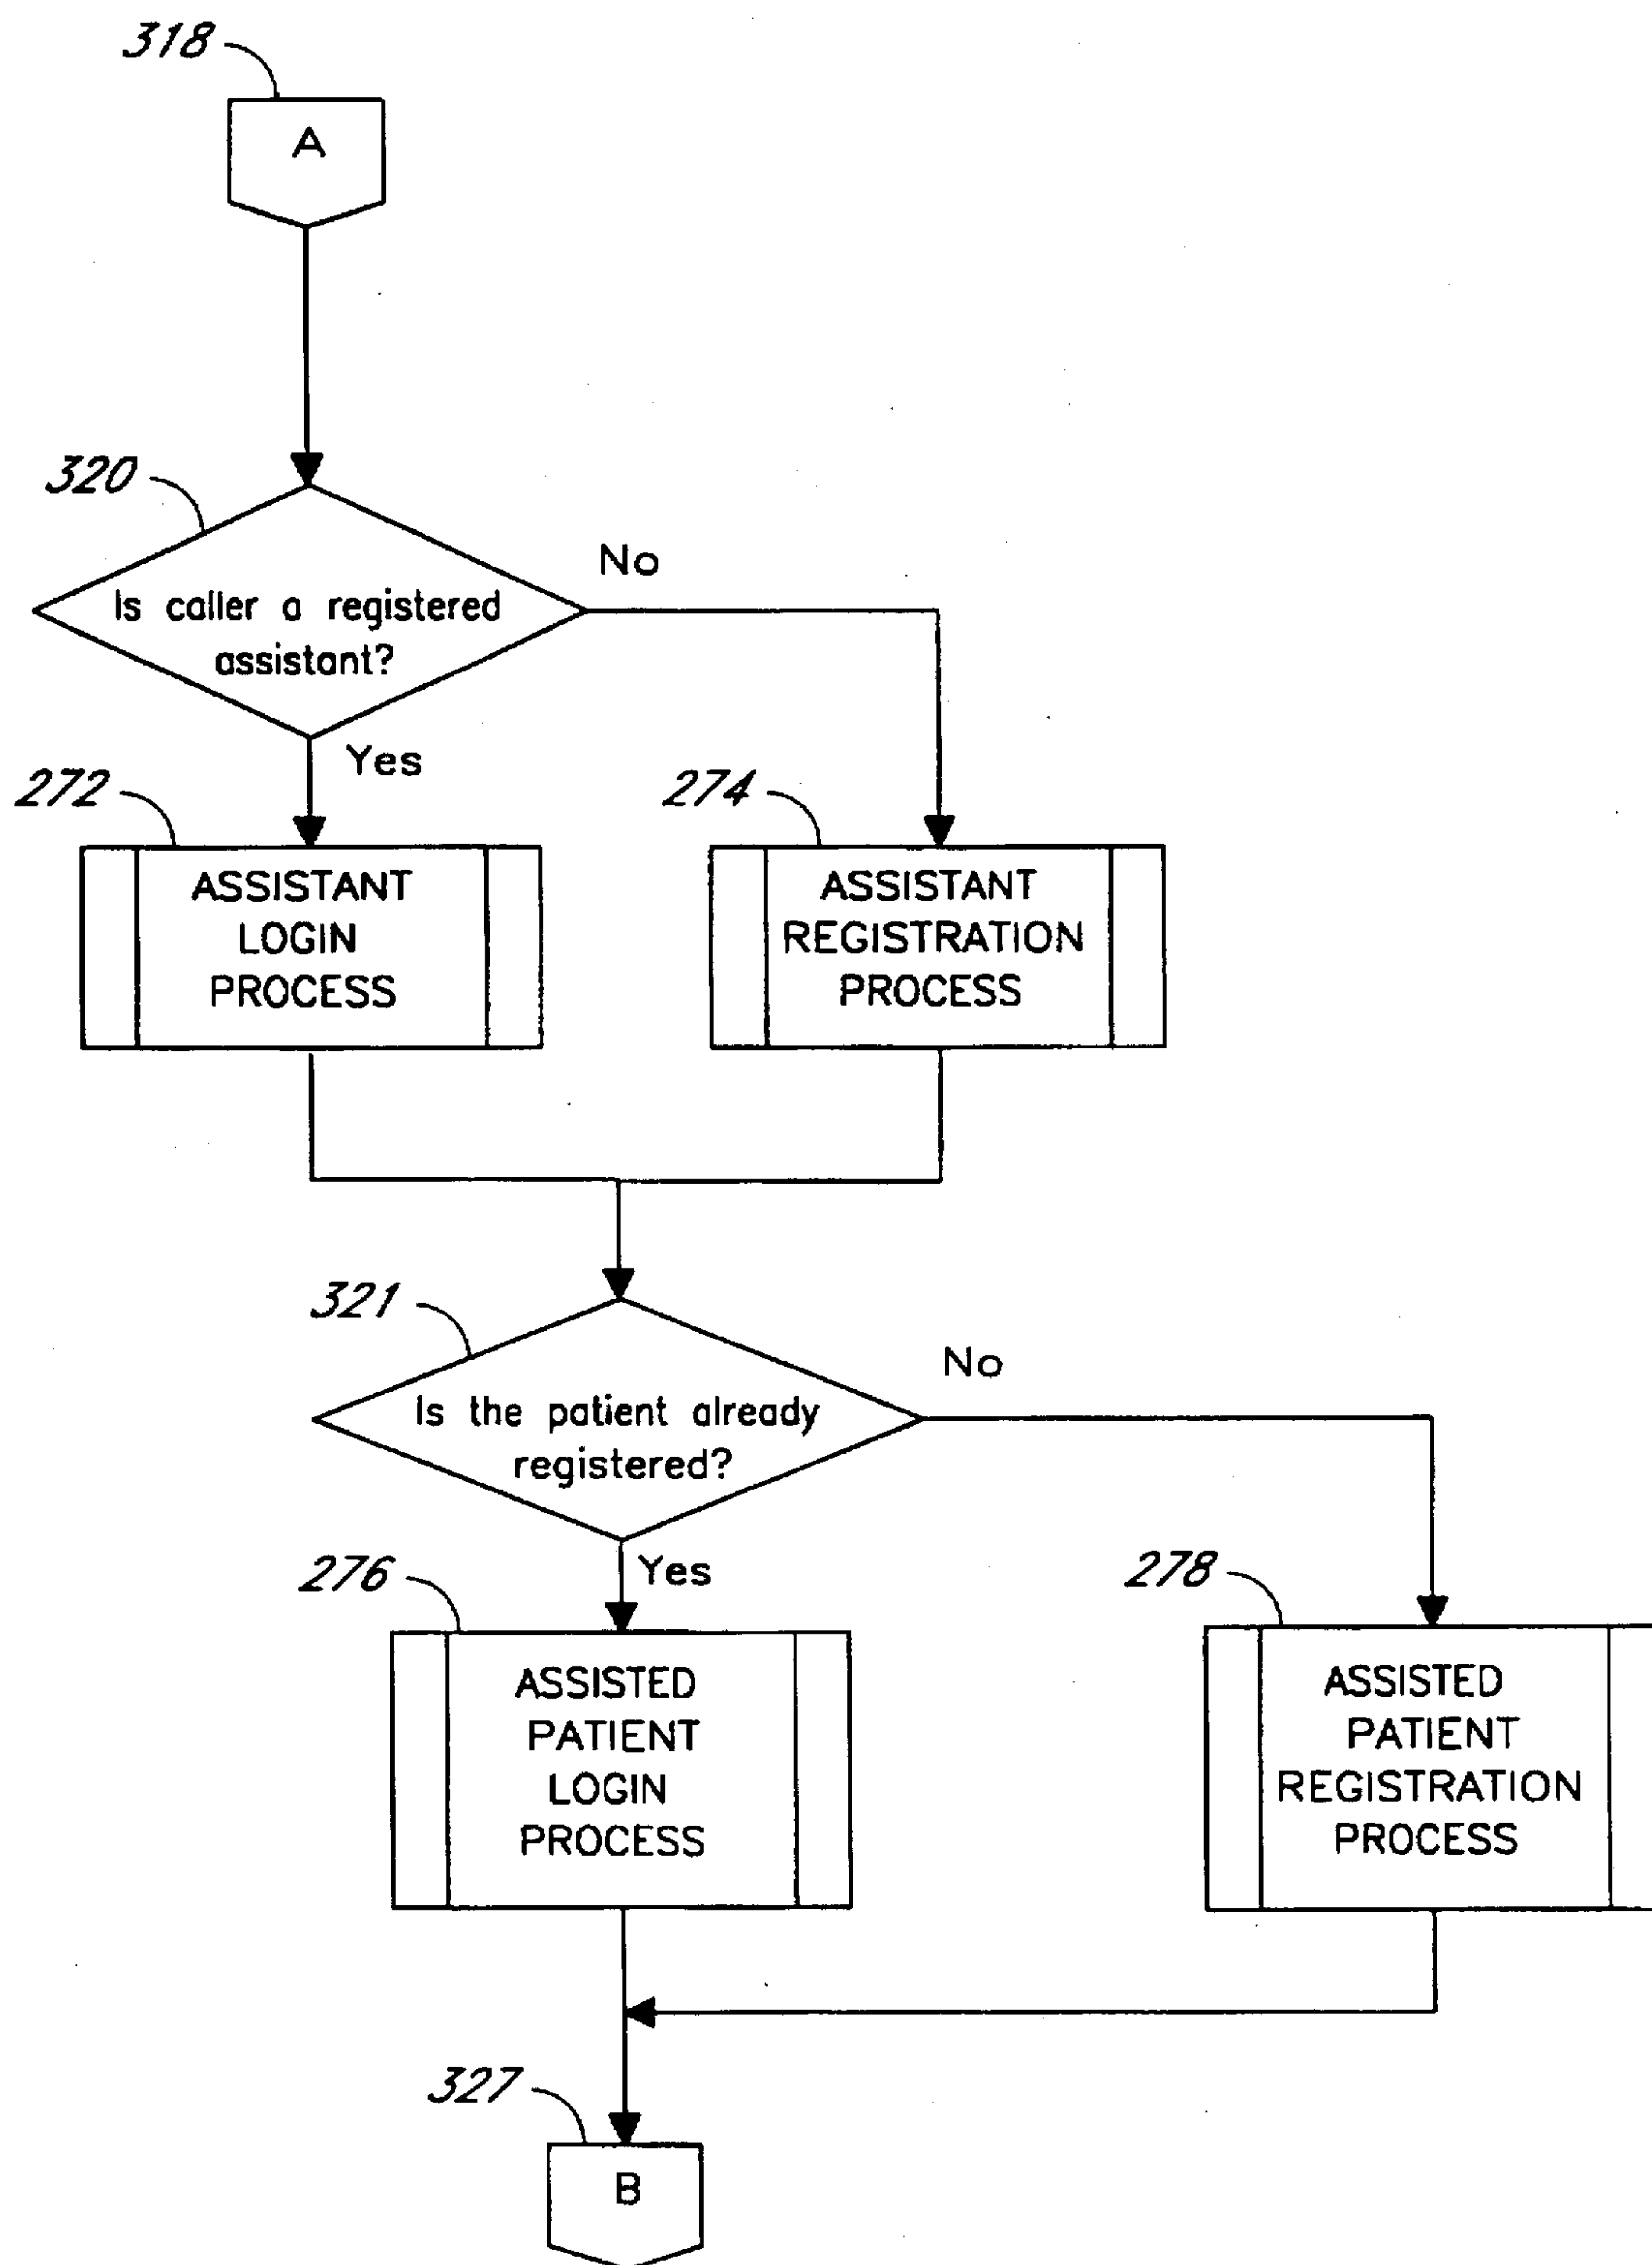 318
A
320
No
Is caller a registered
assistant?
Yes
272
274
ASSISTANT
LOGIN
PROCESS
ASSISTANT
REGISTRATION
PROCESS
321
No
Is the patient already
registered?
Yes
276
278
ASSISTED
PATIENT
LOGIN
PROCESS
ASSISTED
PATIENT
REGISTRATION
PROCESS
327
B